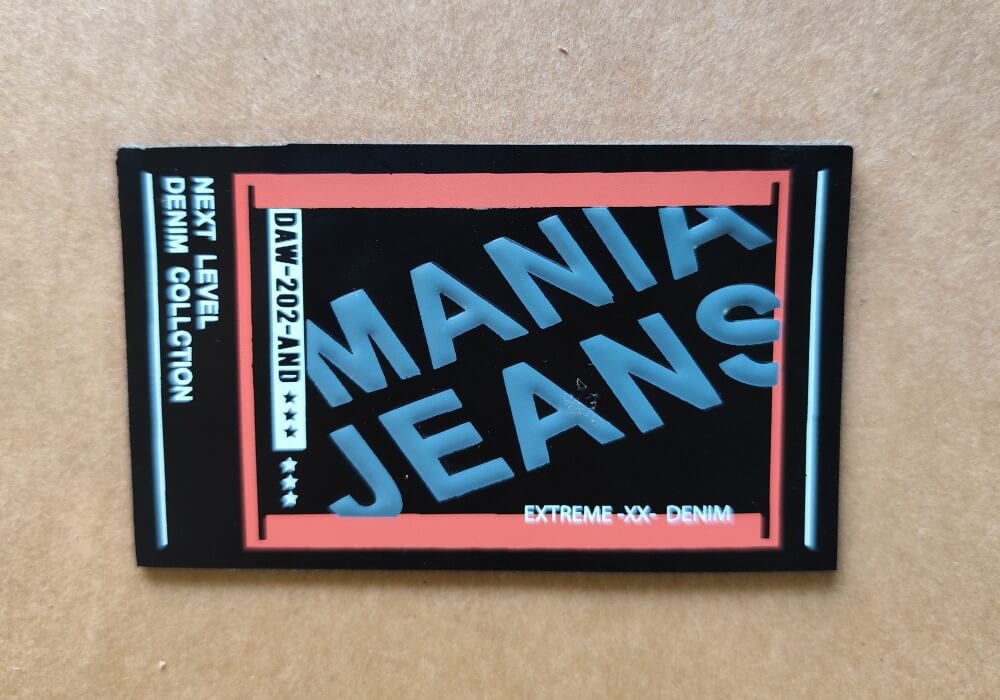 NEXT LEVEL
DENIM COLLCTION
DAW-202-AND
MANIA
JEANS
EXTREME -XX- DENIM